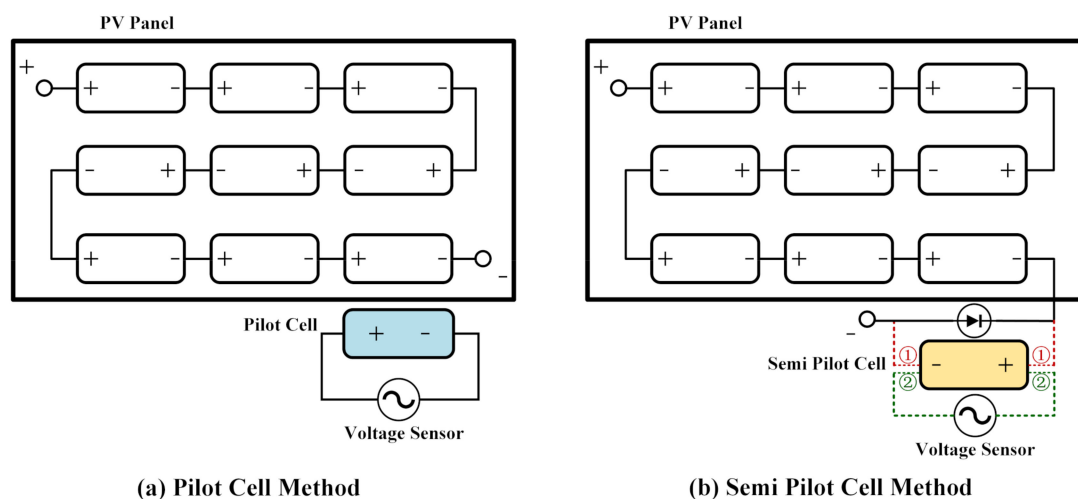 PV Panel
+
+ - + - + -
- + - + - +
+ - + - + -
-
Pilot Cell
+ -
Voltage Sensor
(a) Pilot Cell Method
PV Panel
+
+ - + - + -
- + - + - +
+ - + - + -
-
Semi Pilot Cell
① - + ①
② ②
Voltage Sensor
(b) Semi Pilot Cell Method